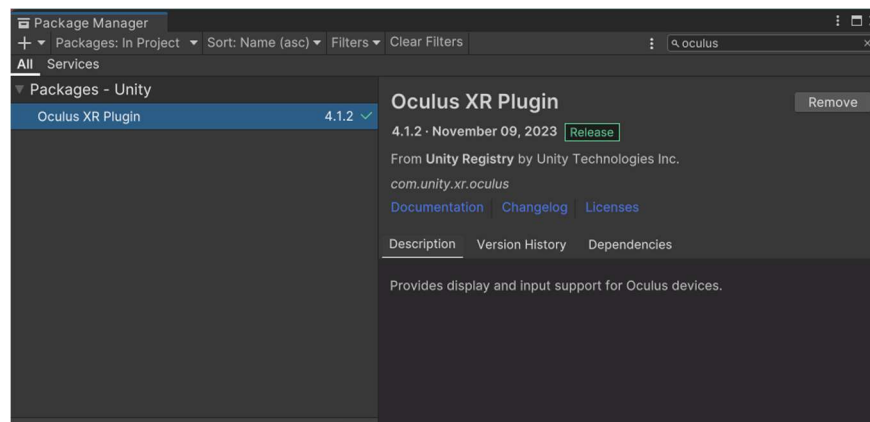 Package Manager
Packages: In Project Sort: Name (asc) Filters Clear Filters oculus
All Services
Packages - Unity
Oculus XR Plugin 4.1.2
Oculus XR Plugin
Remove
4.1.2 · November 09, 2023 Release
From Unity Registry by Unity Technologies Inc.
com.unity.xr.oculus
Documentation Changelog Licenses
Description Version History Dependencies
Provides display and input support for Oculus devices.